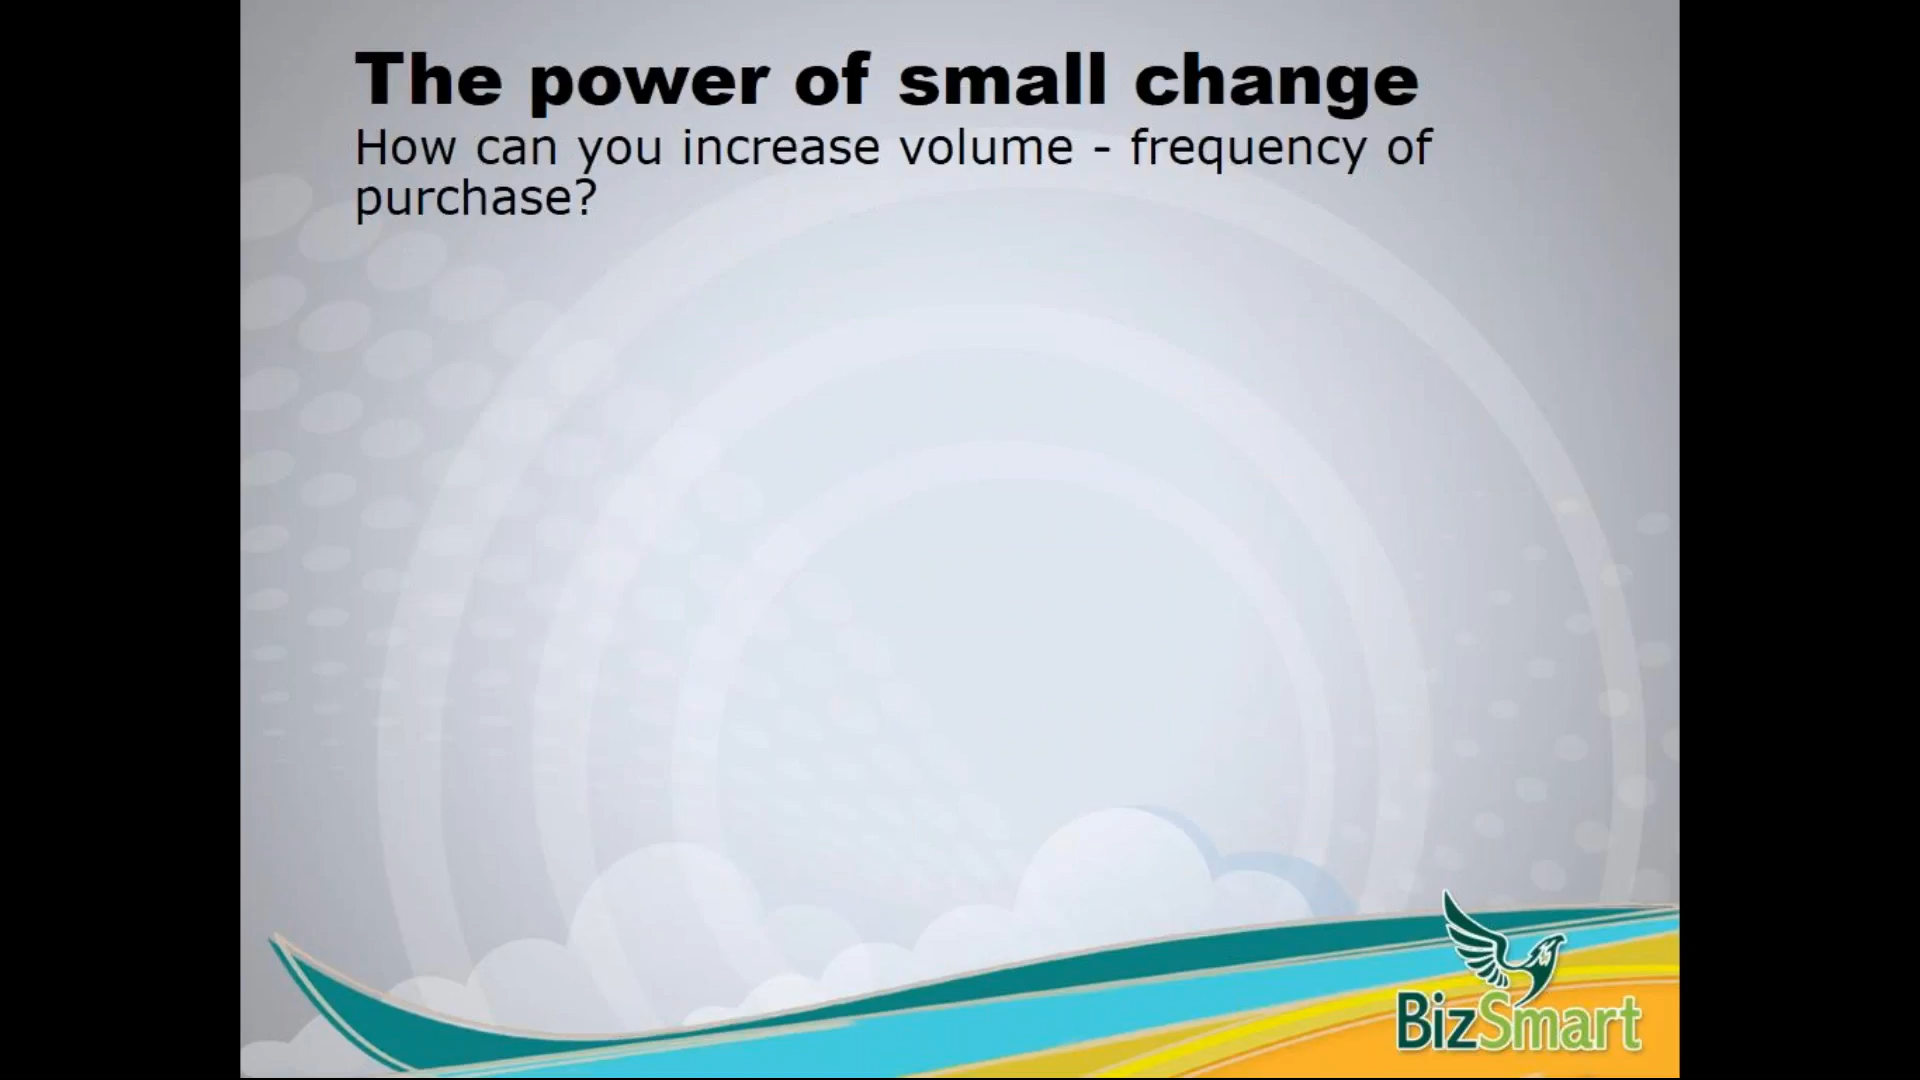 The power of small change
How can you increase volume - frequency of
purchase?
BizSmart